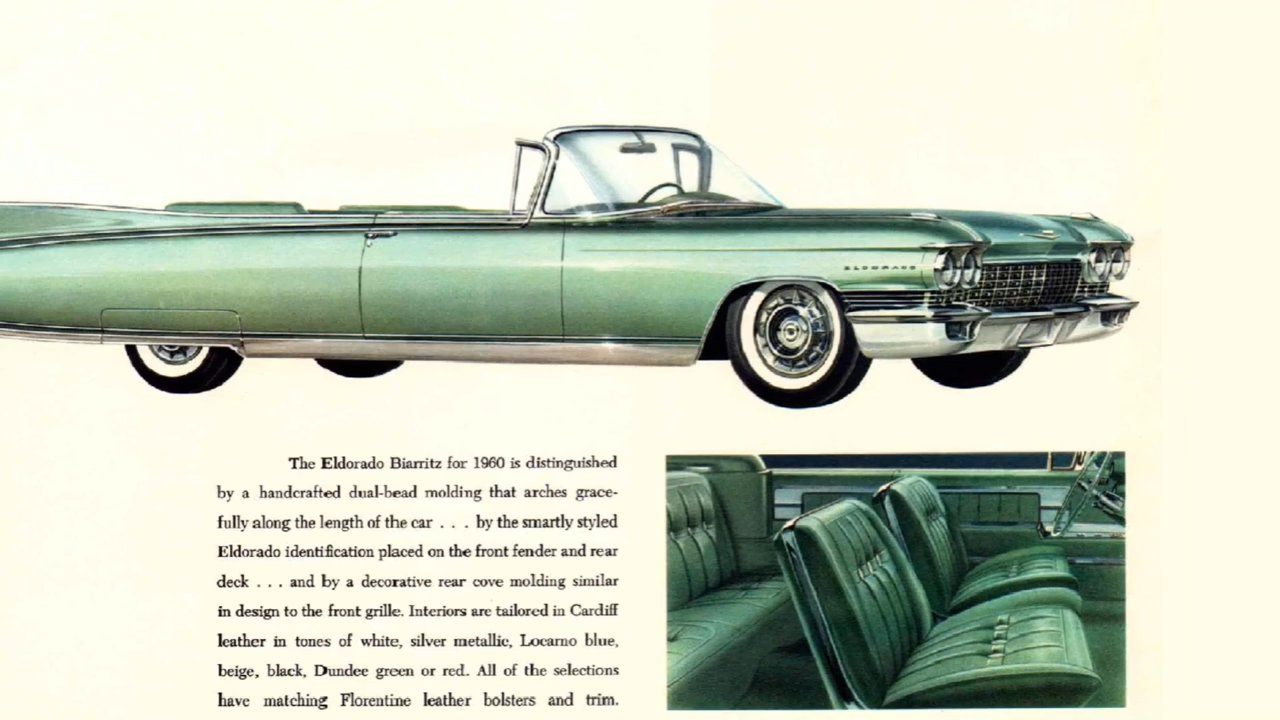 ELDORADO
The Eldorado Biarritz for 1960 is distinguished
by a handcrafted dual-bead molding that arches grace-
fully along the length of the car . . . by the smartly styled
Eldorado identification placed on the front fender and rear
deck . . . and by a decorative rear cove molding similar
in design to the front grille. Interiors are tailored in Cardiff
leather in tones of white, silver metallic, Locarno blue,
beige, black, Dundee green or red. All of the selections
have matching Florentine leather bolsters and trim.